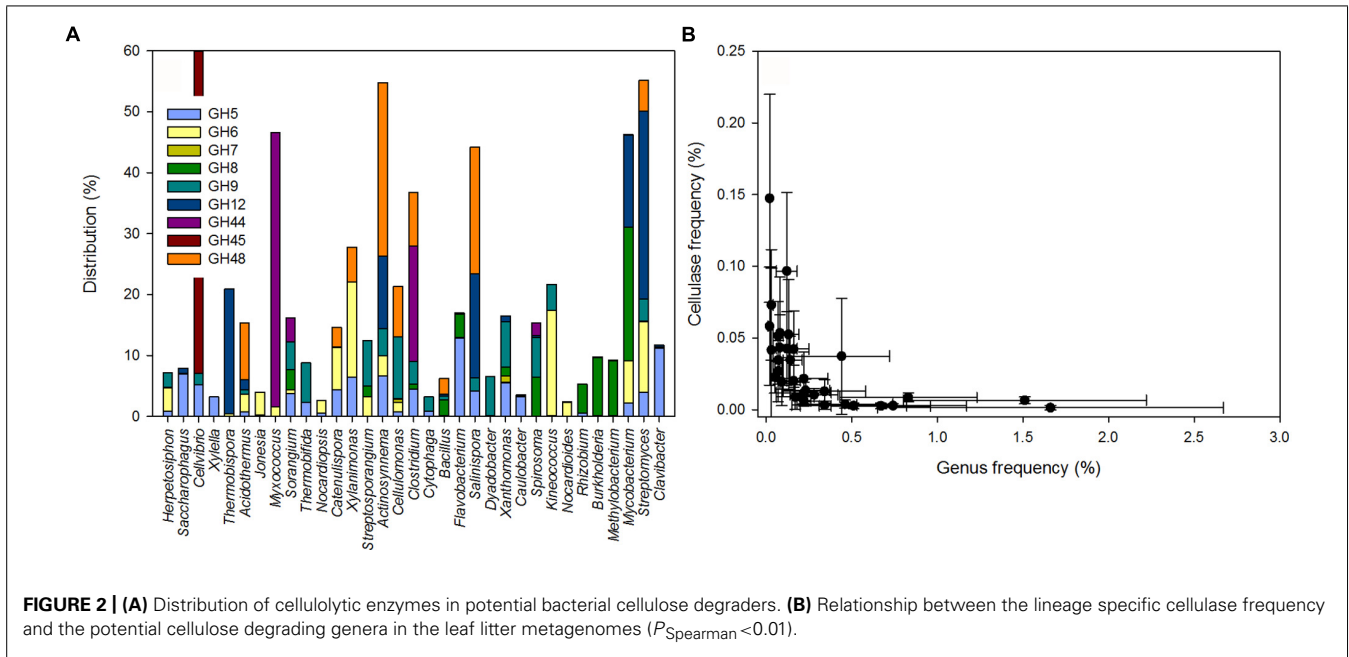 A
60
50
40
30
20
10
0
Distribution (%)
GH5
GH6
GH7
GH8
GH9
GH12
GH44
GH45
GH48
Herpetosiphon
Saccharophagus
Cellvibrio
Xylella
Thermobispora
Acidothermus
Jonesia
Myxococcus
Sorangium
Thermobifida
Nocardiopsis
Catenulispora
Xylanimonas
Streptosporangium
Actinosynnema
Cellulomonas
Clostridium
Cytophaga
Bacillus
Flavobacterium
Salinispora
Dyadobacter
Xanthomonas
Caulobacter
Spirosoma
Kineococcus
Nocardioides
Rhizobium
Burkholderia
Methylobacterium
Mycobacterium
Streptomyces
Clavibacter
B
0.25
0.20
0.15
0.10
0.05
0.00
Cellulase frequency (%)
0.0 0.5 1.0 1.5 2.0 2.5 3.0
Genus frequency (%)
FIGURE 2 | (A) Distribution of cellulolytic enzymes in potential bacterial cellulose degraders. (B) Relationship between the lineage specific cellulase frequency
and the potential cellulose degrading genera in the leaf litter metagenomes (PSpearman<0.01).